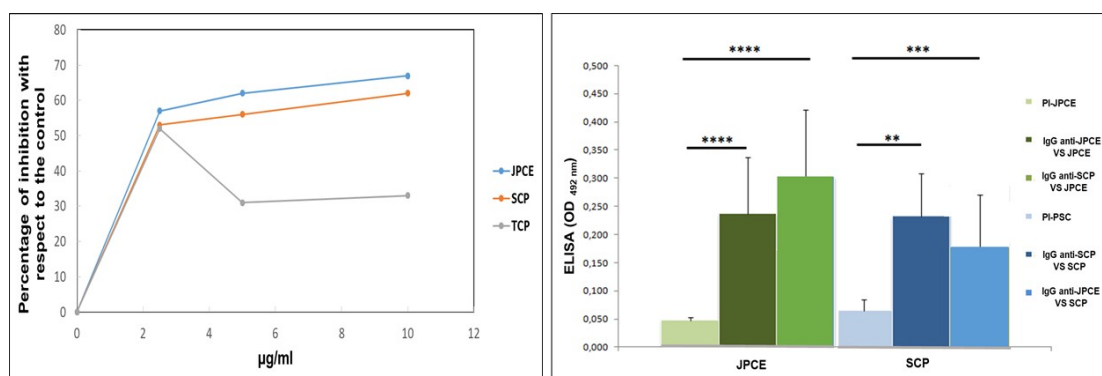 80
70
60
50
40
30
20
10
0
0 2 4 6 8 10 12
Percentage of inhibition with
respect to the control
µg/ml
JPCE
SCP
TCP
0,500
0,450
0,400
0,350
0,300
0,250
0,200
0,150
0,100
0,050
0,000
ELISA (OD 492 nm)
**** ***
**** **
JPCE SCP
PI-JPCE
IgG anti-JPCE
VS JPCE
IgG anti-SCP
VS JPCE
PI-PSC
IgG anti-SCP
VS SCP
IgG anti-JPCE
VS SCP